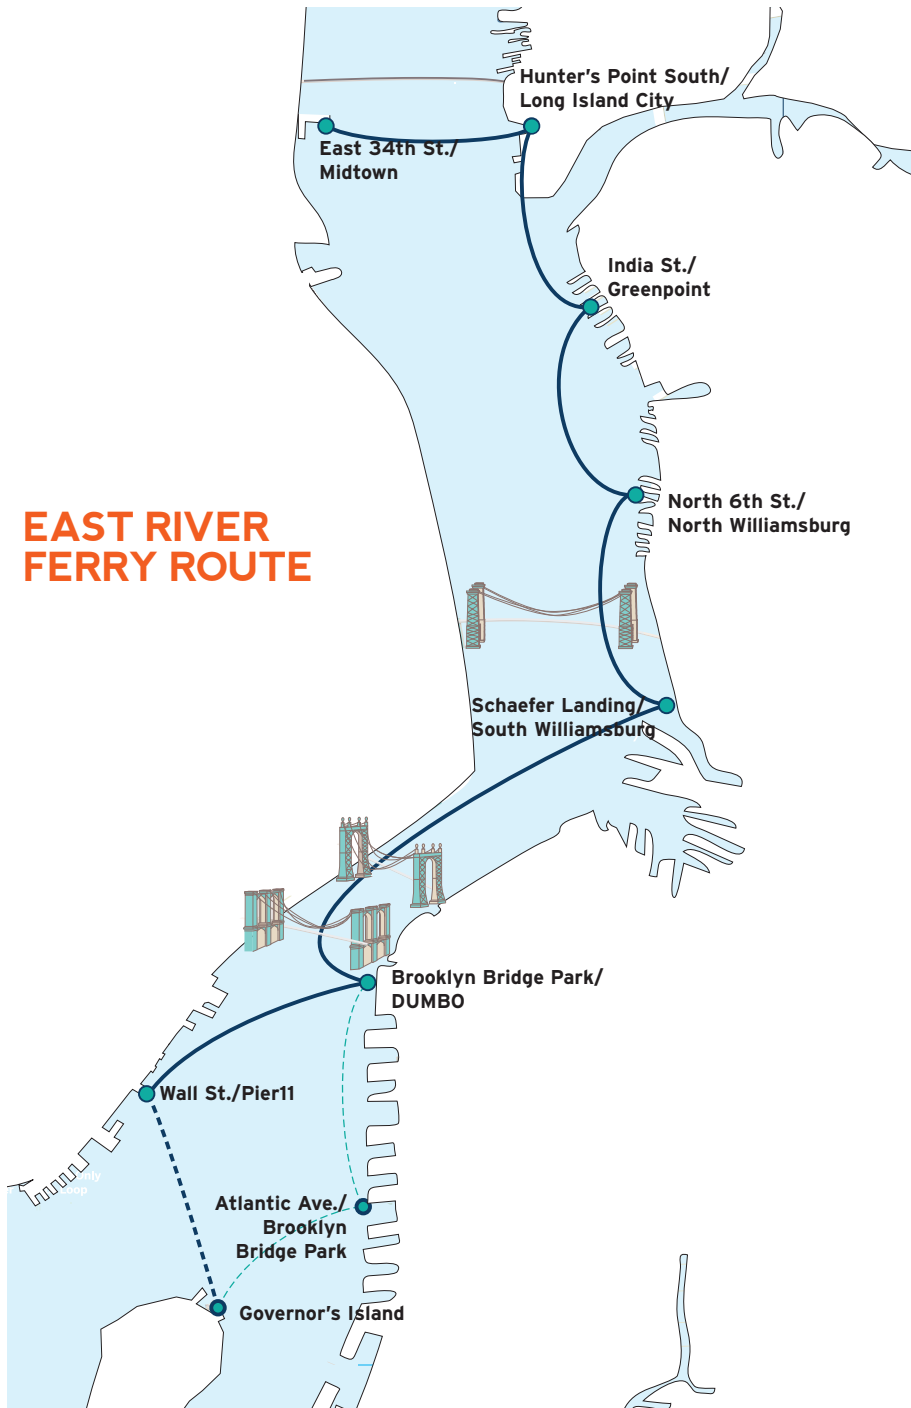 Hunter's Point South/
Long Island City
East 34th St./
Midtown
India St./
Greenpoint
North 6th St./
North Williamsburg
EAST RIVER
FERRY ROUTE
Schaefer Landing/
South Williamsburg
Brooklyn Bridge Park/
DUMBO
Wall St./Pier11
only
oop
Atlantic Ave./
Brooklyn
Bridge Park
Governor's Island